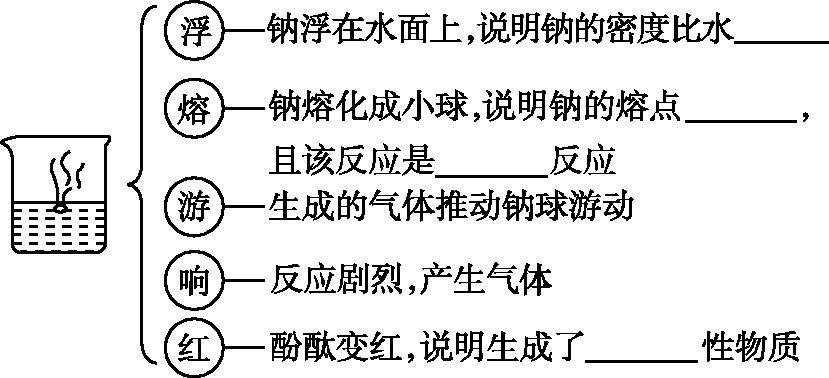 浮 钠浮在水面上,说明钠的密度比水______
熔 钠熔化成小球,说明钠的熔点______,
且该反应是______反应
游 生成的气体推动钠球游动
响 反应剧烈,产生气体
红 酚酞变红,说明生成了______性物质